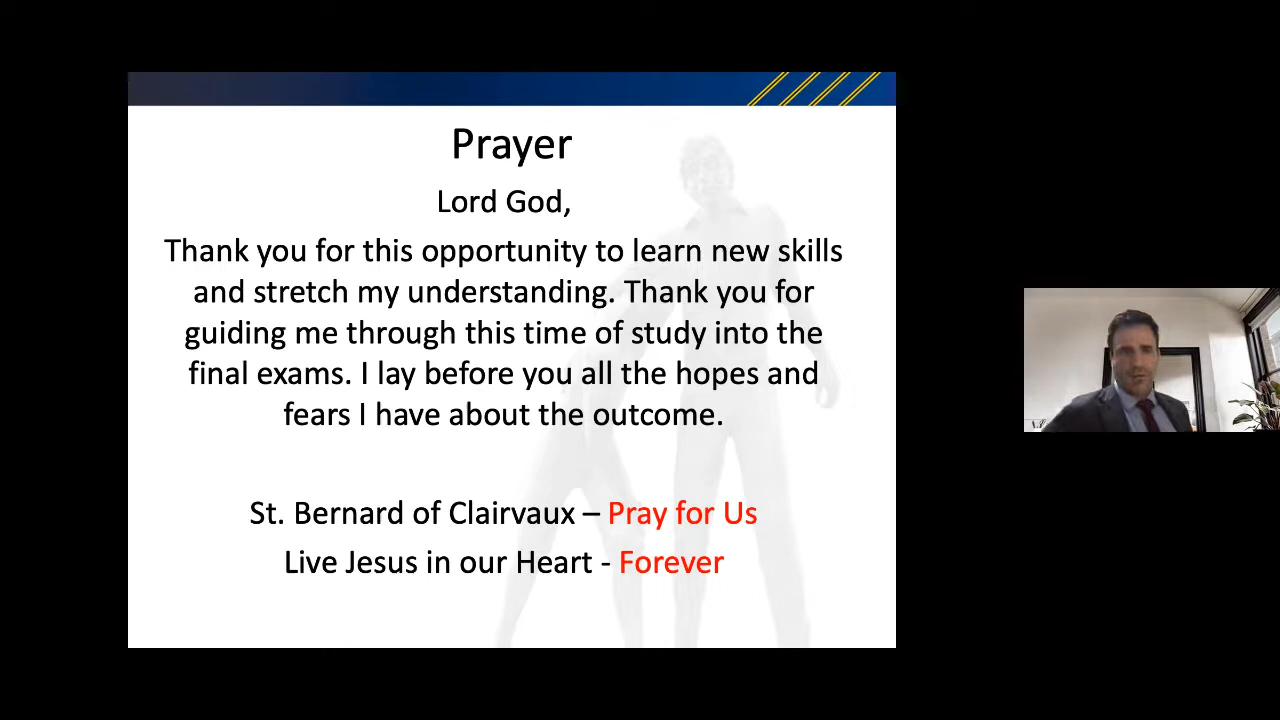 Prayer
Lord God,
Thank you for this opportunity to learn new skills
and stretch my understanding. Thank you for
guiding me through this time of study into the
final exams. I lay before you all the hopes and
fears I have about the outcome.
St. Bernard of Clairvaux – Pray for Us
Live Jesus in our Heart - Forever